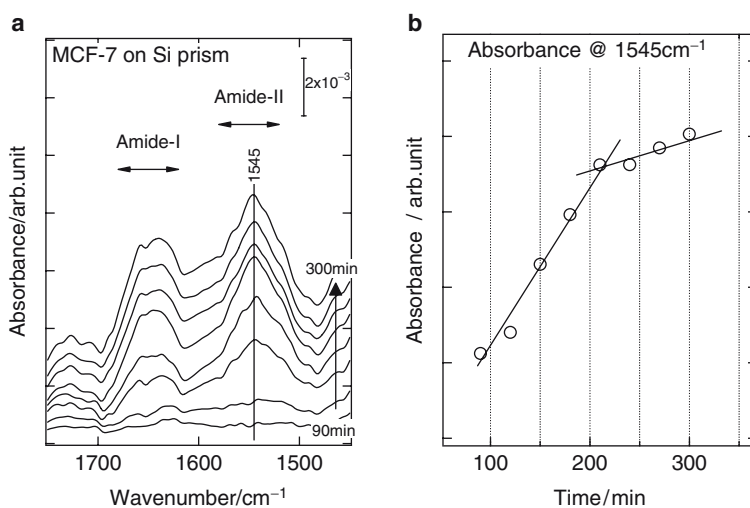 a
MCF-7 on Si prism
2x10⁻³
Amide-II
Amide-I
1545
300min
90min
Absorbance/arb.unit
1700
1600
1500
Wavenumber/cm⁻¹
b
Absorbance @ 1545cm⁻¹
Absorbance / arb.unit
100
200
300
Time/min